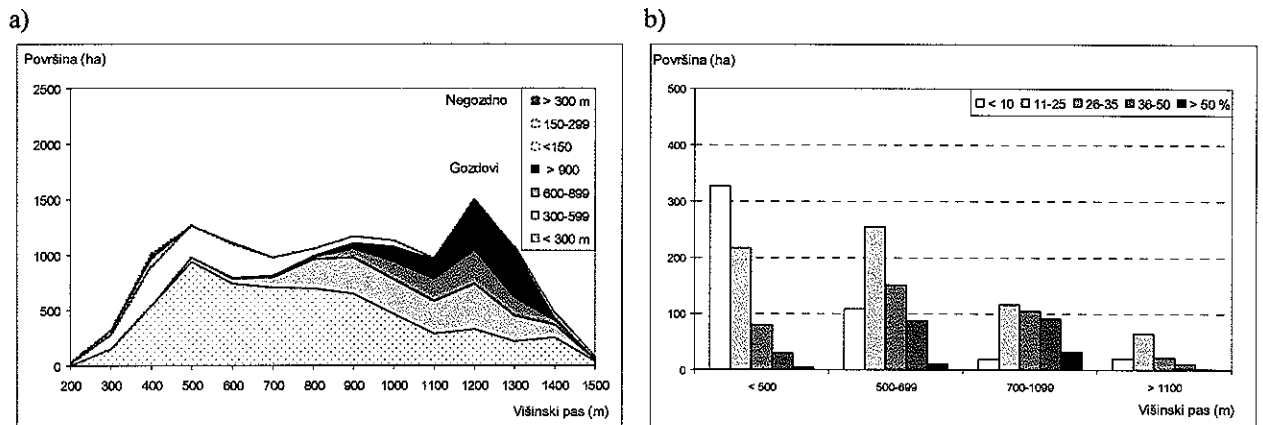 a)
Površina (ha)
2500
2000
1500
1000
500
0
200 300 400 500 600 700 800 900 1000 1100 1200 1300 1400 1500
Višinski pas (m)
Negozdno
> 300 m
150-299
<150
Gozdovi
> 900
600-899
300-599
< 300 m
b)
Površina (ha)
500
400
300
200
100
0
< 10 11-25 26-35 36-50 > 50 %
< 500 500-699 700-1099 > 1100
Višinski pas (m)